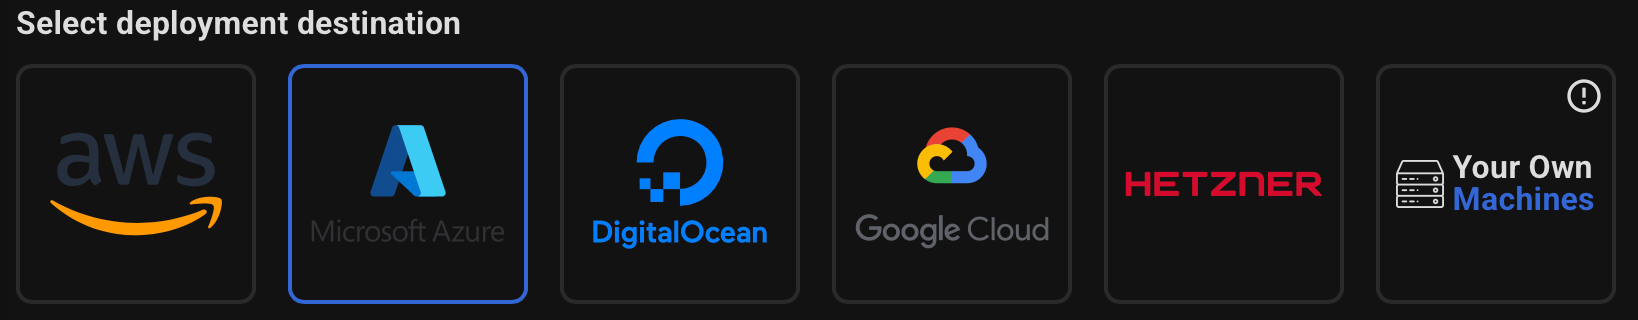 Select deployment destination
aws
Microsoft Azure
DigitalOcean
Google Cloud
HETZNER
Your Own
Machines